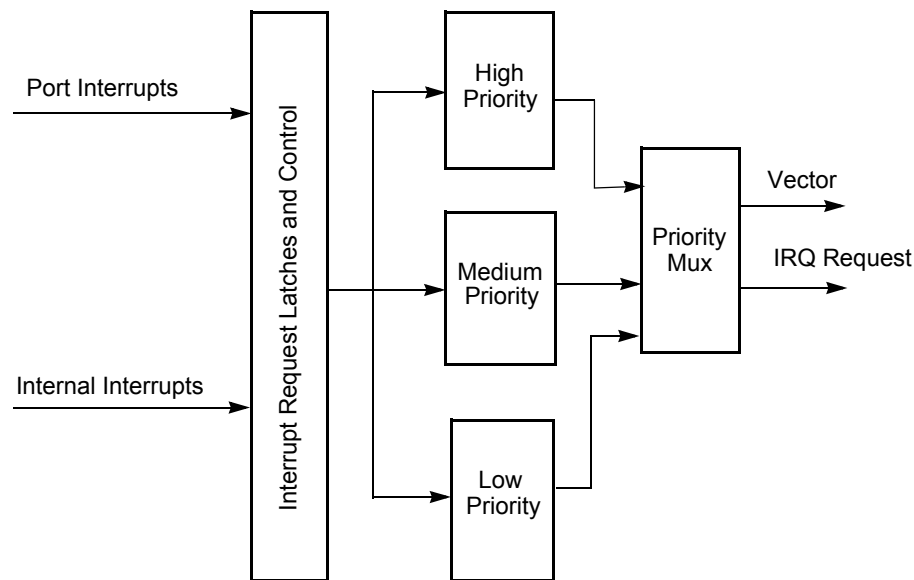 Port Interrupts
Internal Interrupts
Interrupt Request Latches and Control
High
Priority
Medium
Priority
Low
Priority
Priority
Mux
Vector
IRQ Request